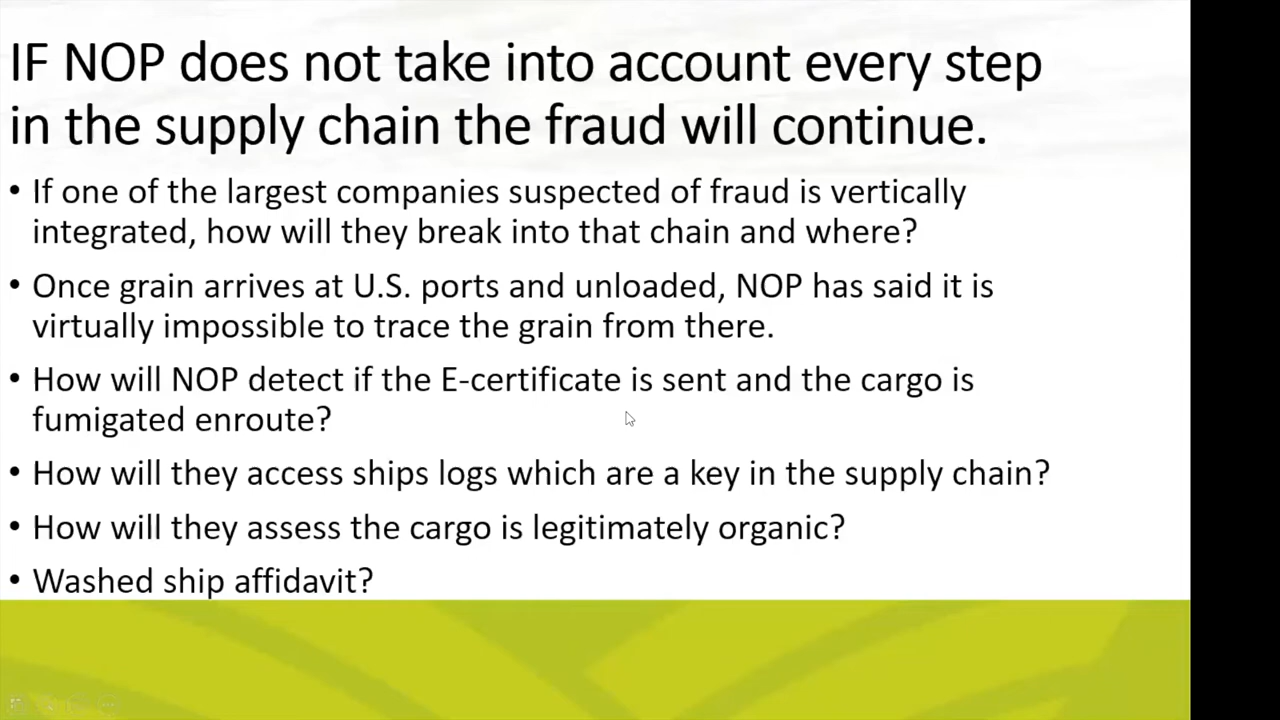 IF NOP does not take into account every step
in the supply chain the fraud will continue.
• If one of the largest companies suspected of fraud is vertically
integrated, how will they break into that chain and where?
• Once grain arrives at U.S. ports and unloaded, NOP has said it is
virtually impossible to trace the grain from there.
• How will NOP detect if the E-certificate is sent and the cargo is
fumigated enroute?
• How will they access ships logs which are a key in the supply chain?
• How will they assess the cargo is legitimately organic?
• Washed ship affidavit?